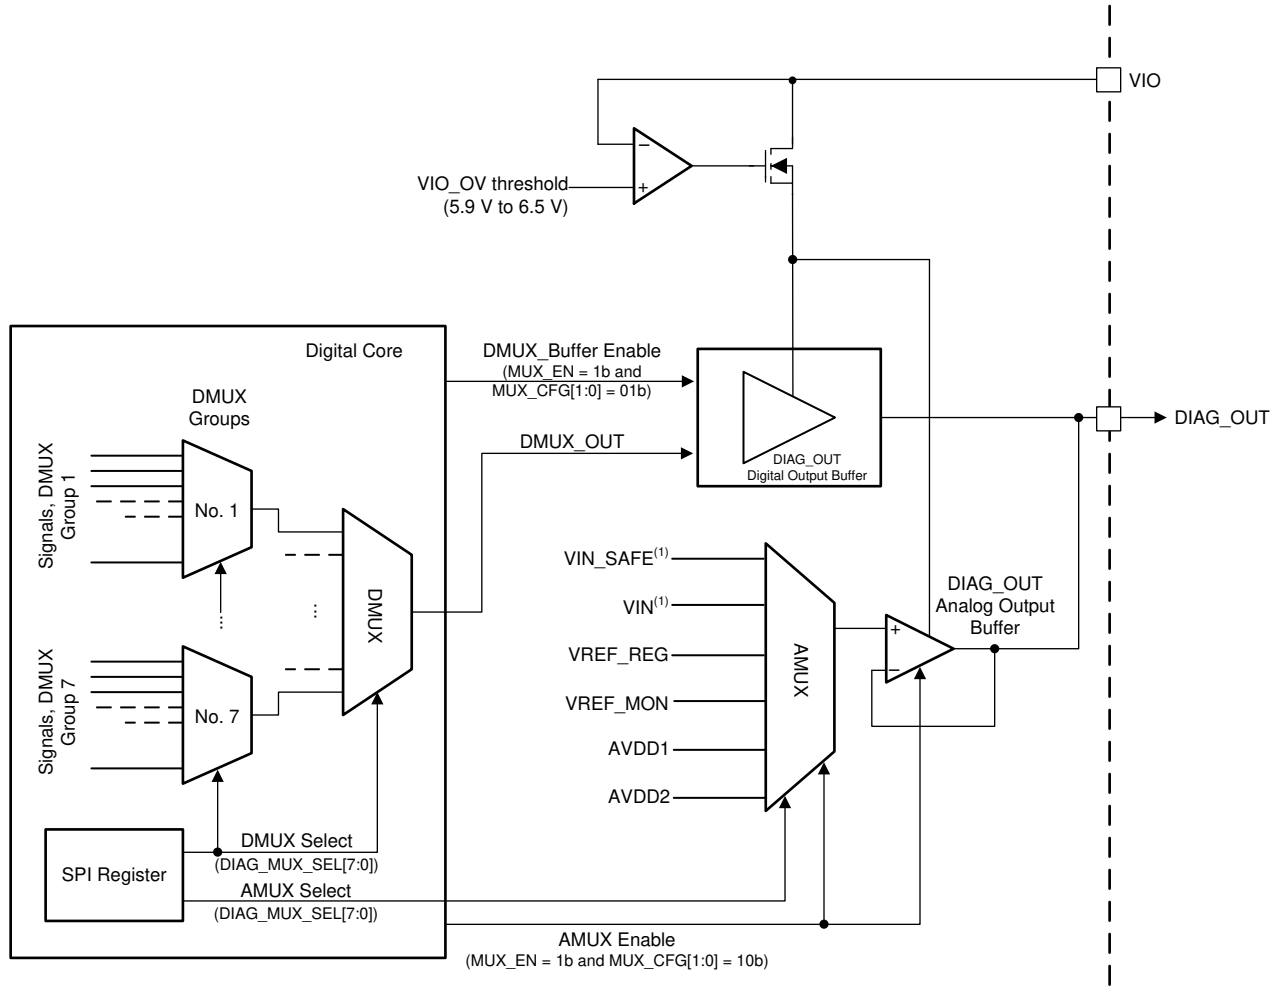 VIO
−
+
VIO_OV threshold
(5.9 V to 6.5 V)
Digital Core
DMUX
Groups
Signals, DMUX
Group 1
No. 1
...
Signals, DMUX
Group 7
No. 7
...
DMUX
SPI Register
DMUX Select
(DIAG_MUX_SEL[7:0])
AMUX Select
(DIAG_MUX_SEL[7:0])
DMUX_Buffer Enable
(MUX_EN = 1b and
MUX_CFG[1:0] = 01b)
DMUX_OUT
DIAG_OUT
Digital Output Buffer
DIAG_OUT
VIN_SAFE(1)
VIN(1)
VREF_REG
VREF_MON
AVDD1
AVDD2
AMUX
DIAG_OUT
Analog Output
Buffer
+
−
AMUX Enable
(MUX_EN = 1b and MUX_CFG[1:0] = 10b)